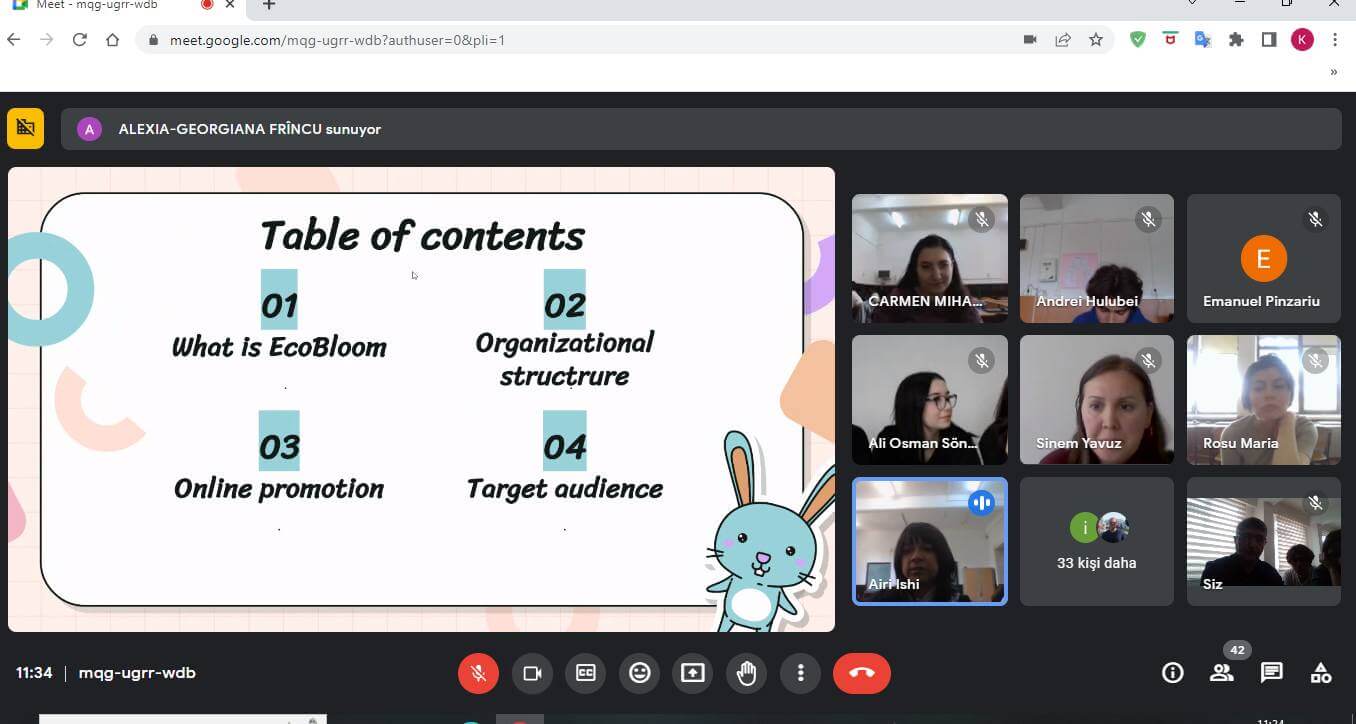 Meet - mqg-ugrr-wdb
meet.google.com/mqg-ugrr-wdb?authuser=0&pli=1
K
»
A
ALEXIA-GEORGIANA FRÎNCU sunuyor
Table of contents
01
What is EcoBloom
02
Organizational
structrure
03
Online promotion
04
Target audience
CARMEN MIHA...
Andrei Hulubei
E
Emanuel Pinzariu
Ali Osman Sön...
Sinem Yavuz
Rosu Maria
Airi Ishi
i
33 kişi daha
Siz
11:34
mqg-ugrr-wdb
CC
42